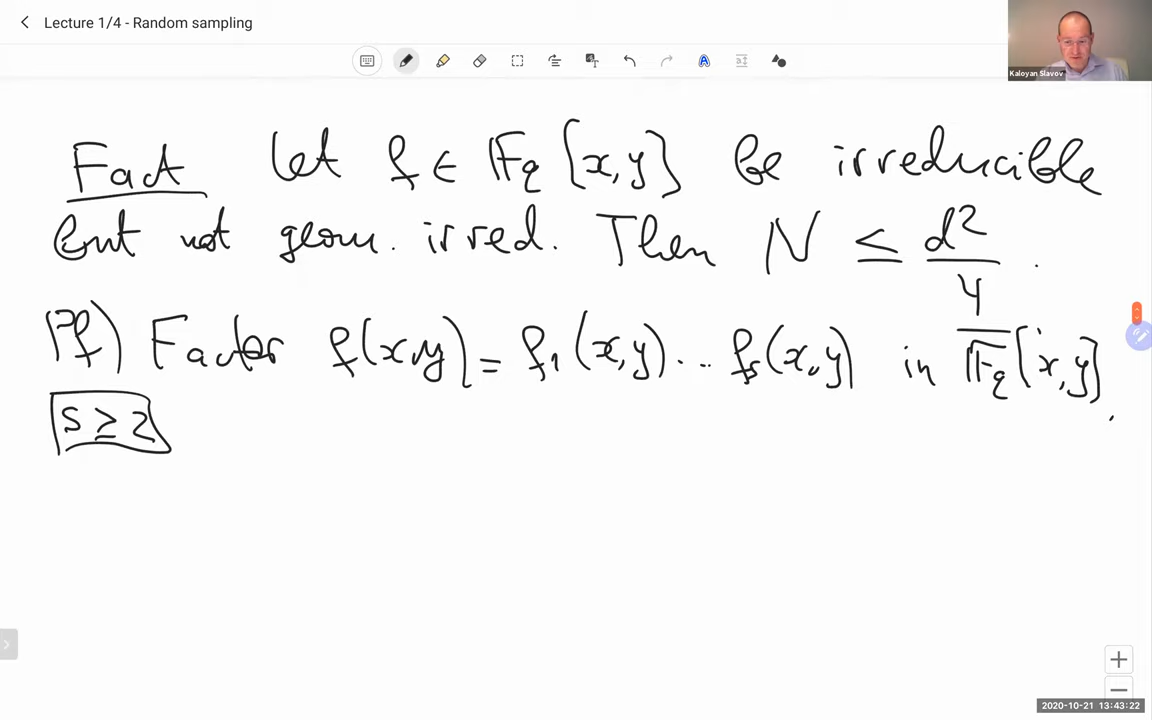 Lecture 1/4 - Random sampling
Kaloyan Slavov
Fact Let f ∈ 𝔽q [x,y] be irreducible
but not geom. irred. Then N ≤ d²/4 .
Pf) Factor f(x,y) = f₁(x,y) ... fₛ(x,y) in \overline{𝔽q}[x,y].
s ≥ 2
2020-10-21 13:43:22